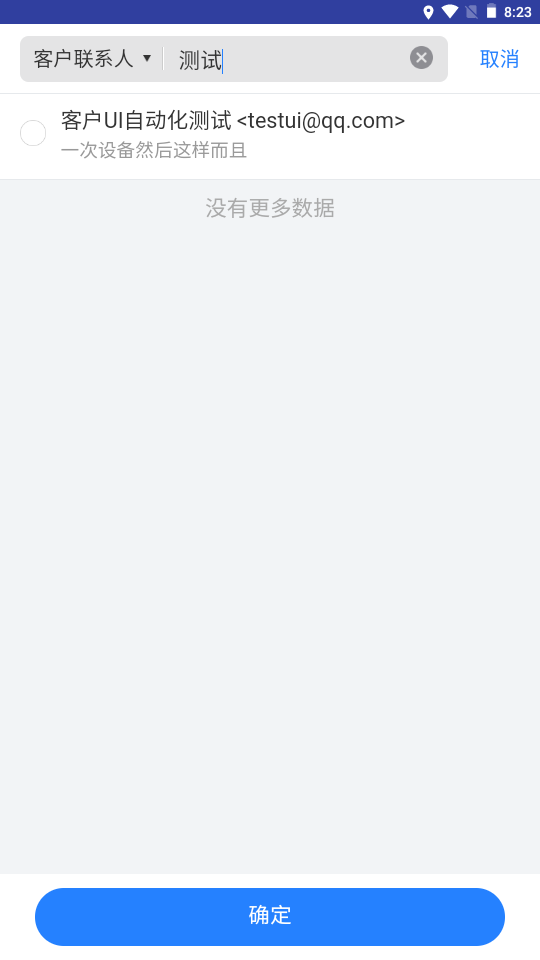 8:23
客户联系人 测试 取消
客户UI自动化测试 <testui@qq.com>
一次设备然后这样而且
没有更多数据
确定